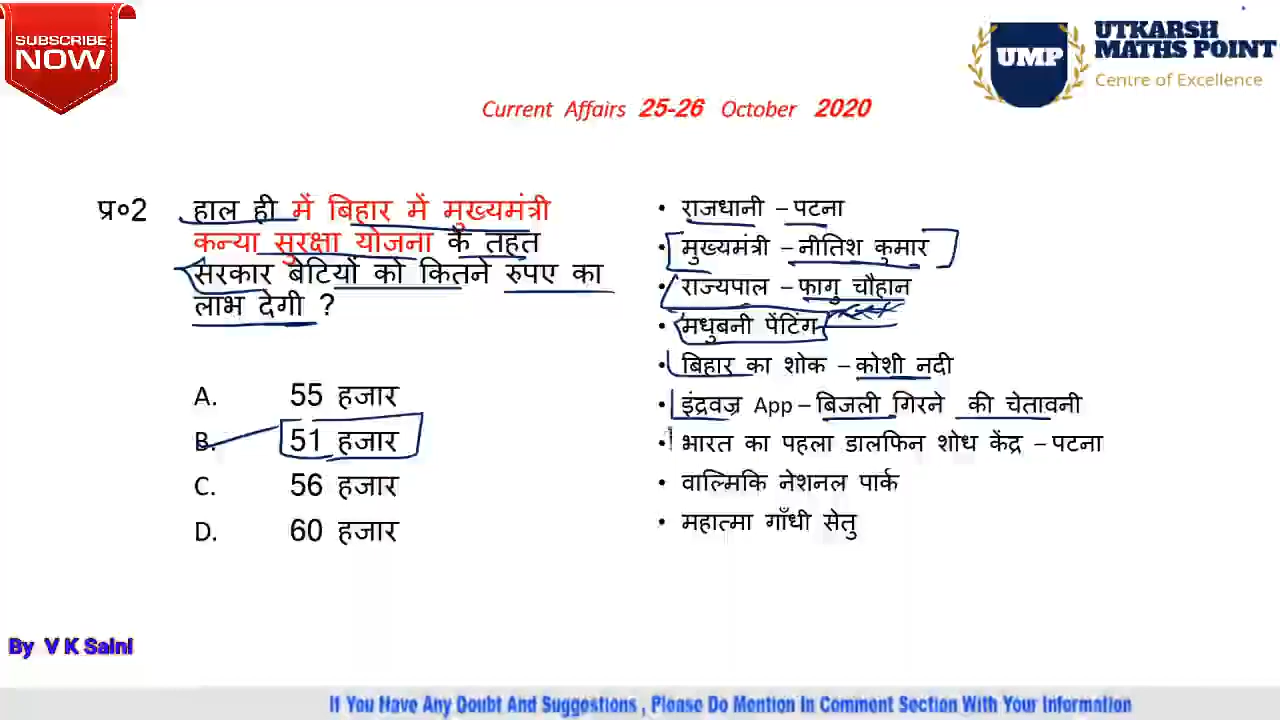 SUBSCRIBE
NOW
UMP
UTKARSH
MATHS POINT
Centre of Excellence
Current Affairs 25-26 October 2020
प्र०2 हाल ही में बिहार में मुख्यमंत्री
कन्या सुरक्षा योजना के तहत
सरकार बेटियों को कितने रुपए का
लाभ देगी ?
A. 55 हजार
B. 51 हजार
C. 56 हजार
D. 60 हजार
• राजधानी – पटना
• मुख्यमंत्री – नीतिश कुमार
• राज्यपाल – फागु चौहान
• मधुबनी पेंटिंग
• बिहार का शोक – कोशी नदी
• इंद्रवज्र App – बिजली गिरने की चेतावनी
• भारत का पहला डालफिन शोध केंद्र – पटना
• वाल्मिकि नेशनल पार्क
• महात्मा गाँधी सेतु
By V K Saini
If You Have Any Doubt And Suggestions , Please Do Mention In Comment Section With Your Information